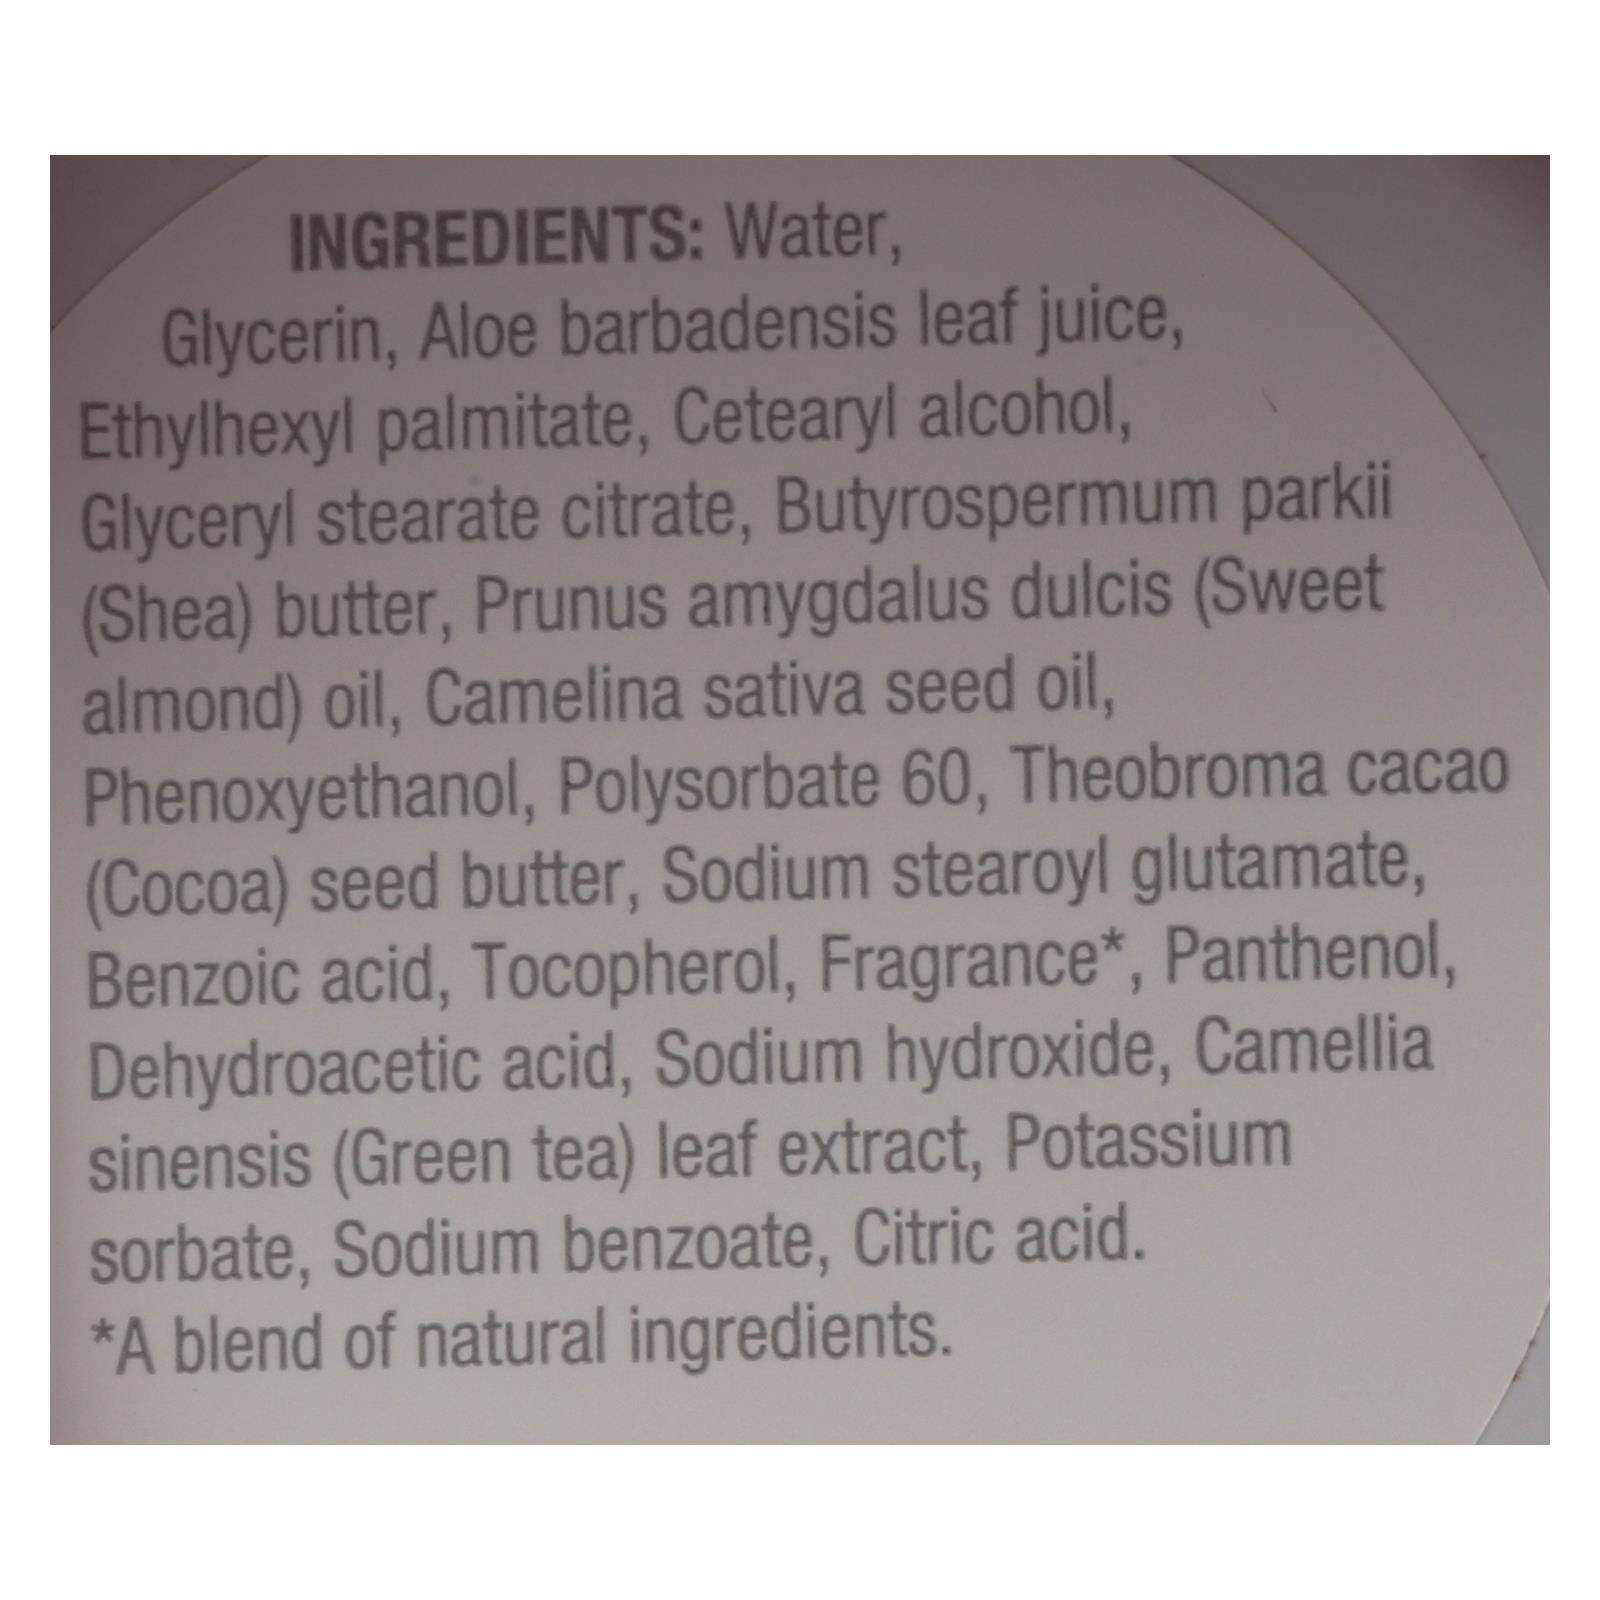 INGREDIENTS: Water,
Glycerin, Aloe barbadensis leaf juice,
Ethylhexyl palmitate, Cetearyl alcohol,
Glyceryl stearate citrate, Butyrospermum parkii
(Shea) butter, Prunus amygdalus dulcis (Sweet
almond) oil, Camelina sativa seed oil,
Phenoxyethanol, Polysorbate 60, Theobroma cacao
(Cocoa) seed butter, Sodium stearoyl glutamate,
Benzoic acid, Tocopherol, Fragrance*, Panthenol,
Dehydroacetic acid, Sodium hydroxide, Camellia
sinensis (Green tea) leaf extract, Potassium
sorbate, Sodium benzoate, Citric acid.
*A blend of natural ingredients.